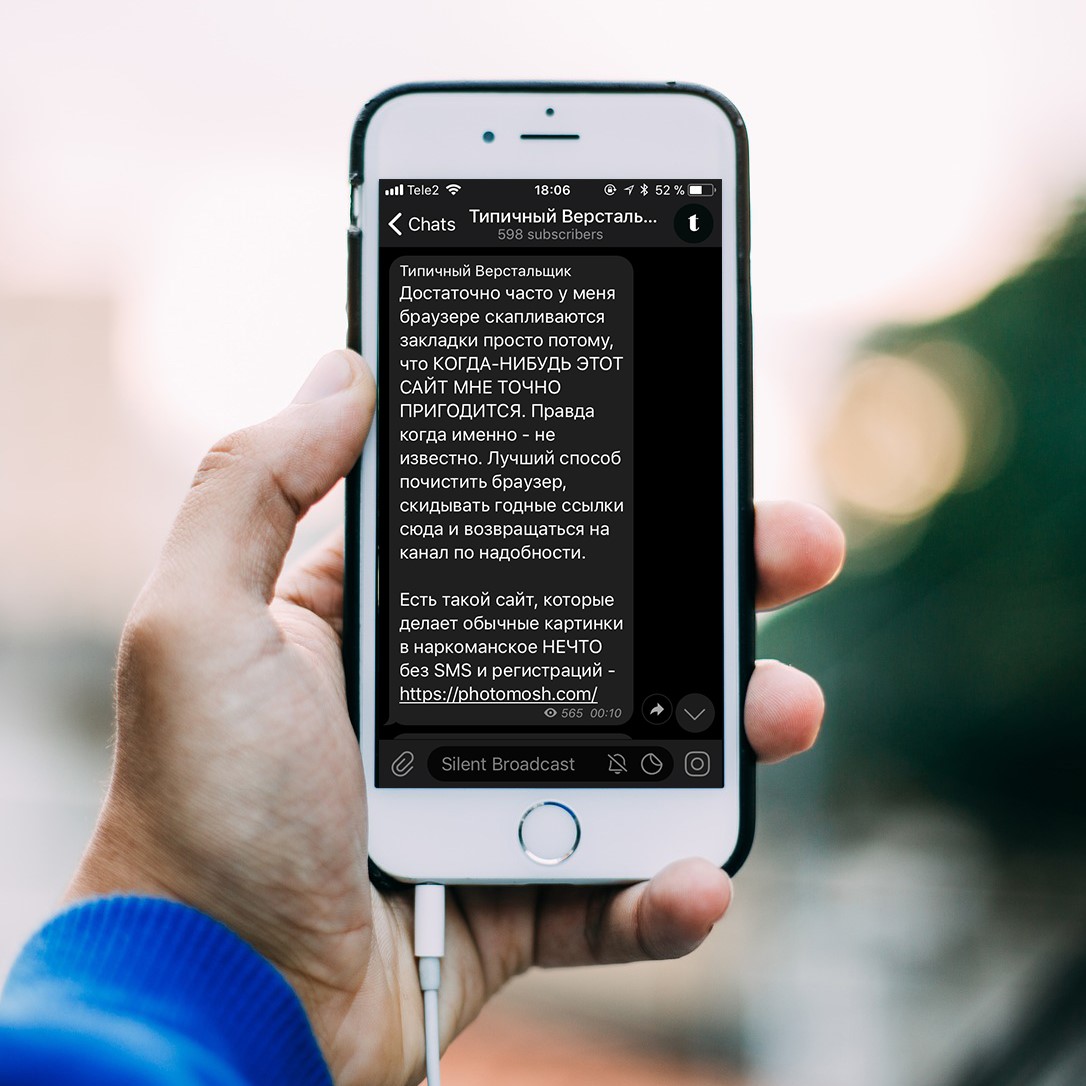 Tele2 18:06 52 %
Chats Типичный Версталь... t
598 subscribers
Типичный Верстальщик
Достаточно часто у меня
браузере скапливаются
закладки просто потому,
что КОГДА-НИБУДЬ ЭТОТ
САЙТ МНЕ ТОЧНО
ПРИГОДИТСЯ. Правда
когда именно - не
известно. Лучший способ
почистить браузер,
скидывать годные ссылки
сюда и возвращаться на
канал по надобности.
Есть такой сайт, которые
делает обычные картинки
в наркоманское НЕЧТО
без SMS и регистраций -
https://photomosh.com/
565 00:10
Silent Broadcast